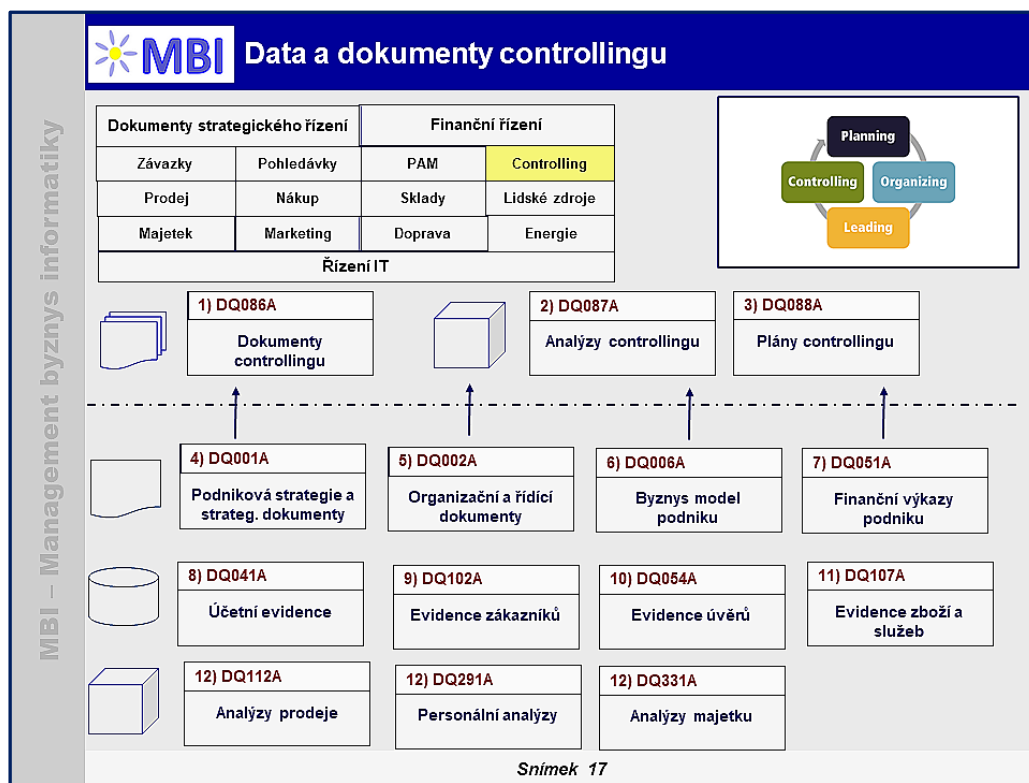 MBI
Data a dokumenty controllingu
MBI – Management byznys informatiky
Dokumenty strategického řízení
Finanční řízení
Závazky
Pohledávky
PAM
Controlling
Prodej
Nákup
Sklady
Lidské zdroje
Majetek
Marketing
Doprava
Energie
Řízení IT
Planning
Controlling
Organizing
Leading
1) DQ086A
Dokumenty
controllingu
2) DQ087A
Analýzy controllingu
3) DQ088A
Plány controllingu
4) DQ001A
Podniková strategie a
strateg. dokumenty
5) DQ002A
Organizační a řídící
dokumenty
6) DQ006A
Byznys model
podniku
7) DQ051A
Finanční výkazy
podniku
8) DQ041A
Účetní evidence
9) DQ102A
Evidence zákazníků
10) DQ054A
Evidence úvěrů
11) DQ107A
Evidence zboží a
služeb
12) DQ112A
Analýzy prodeje
12) DQ291A
Personální analýzy
12) DQ331A
Analýzy majetku
Snímek 17